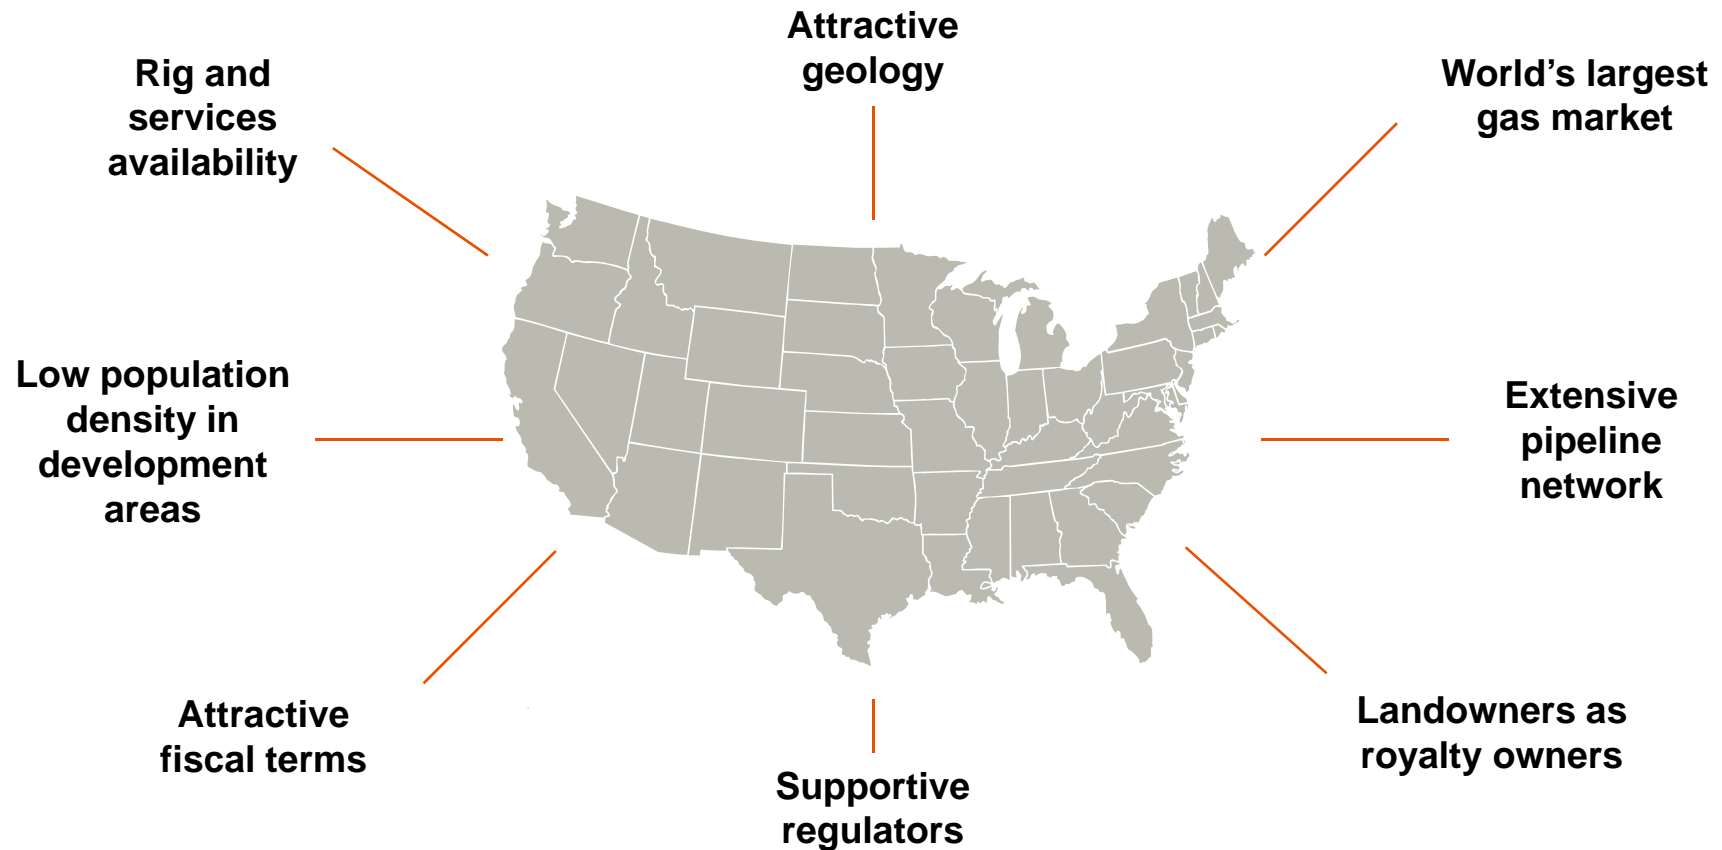 Attractive
geology
Rig and
services
availability
World’s largest
gas market
Low population
density in
development
areas
Extensive
pipeline
network
Attractive
fiscal terms
Landowners as
royalty owners
Supportive
regulators